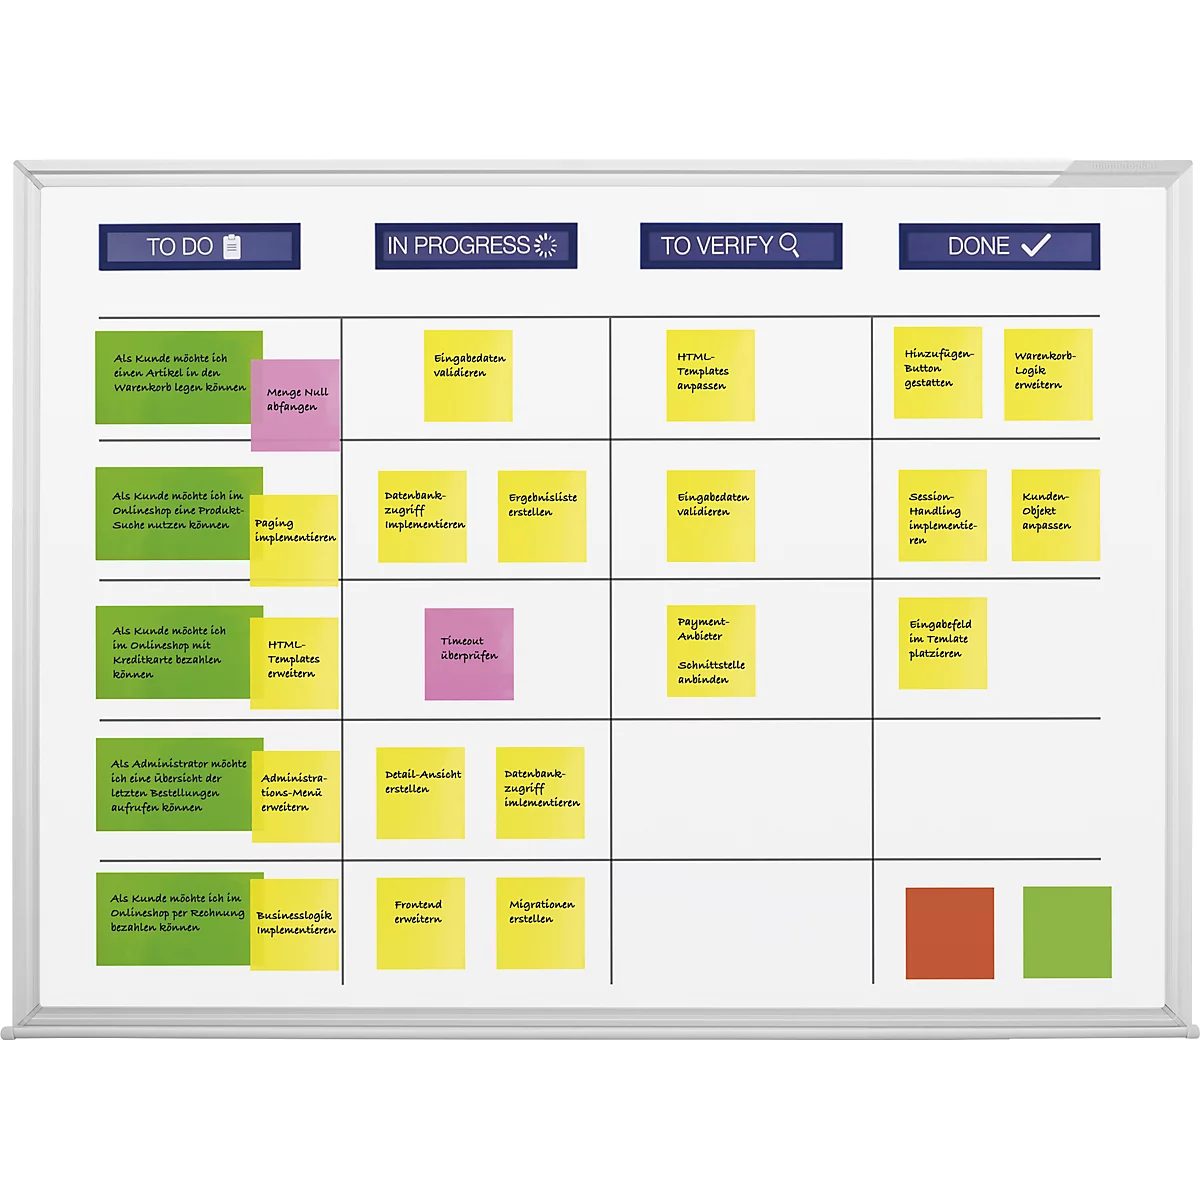 TO DO
IN PROGRESS
TO VERIFY
DONE
Als Kunde möchte ich
einen Artikel in den
Warenkorb legen können
Menge Null
abfangen
Eingabedaten
validieren
HTML-
Templates
anpassen
Hinzufügen-
Button
gestatten
Warenkorb-
Logik
erweitern
Als Kunde möchte ich im
Onlineshop eine Produkt-
Suche nutzen können
Paging
implementieren
Datenbank-
zugriff
Implementieren
Ergebnisliste
erstellen
Eingabedaten
validieren
Session-
Handling
implementie-
ren
Kunden-
Objekt
anpassen
Als Kunde möchte ich
im Onlineshop mit
Kreditkarte bezahlen
können
HTML-
Templates
erweitern
Timeout
überprüfen
Payment-
Anbieter
Schnittstelle
anbinden
Eingabefeld
im Temlate
platzieren
Als Administrator möchte
ich eine Übersicht der
letzten Bestellungen
aufrufen können
Administra-
tions-Menü
erweitern
Detail-Ansicht
erstellen
Datenbank-
zugriff
imlementieren
Als Kunde möchte ich im
Onlineshop per Rechnung
bezahlen können
Businesslogik
Implementieren
Frontend
erweitern
Migrationen
erstellen